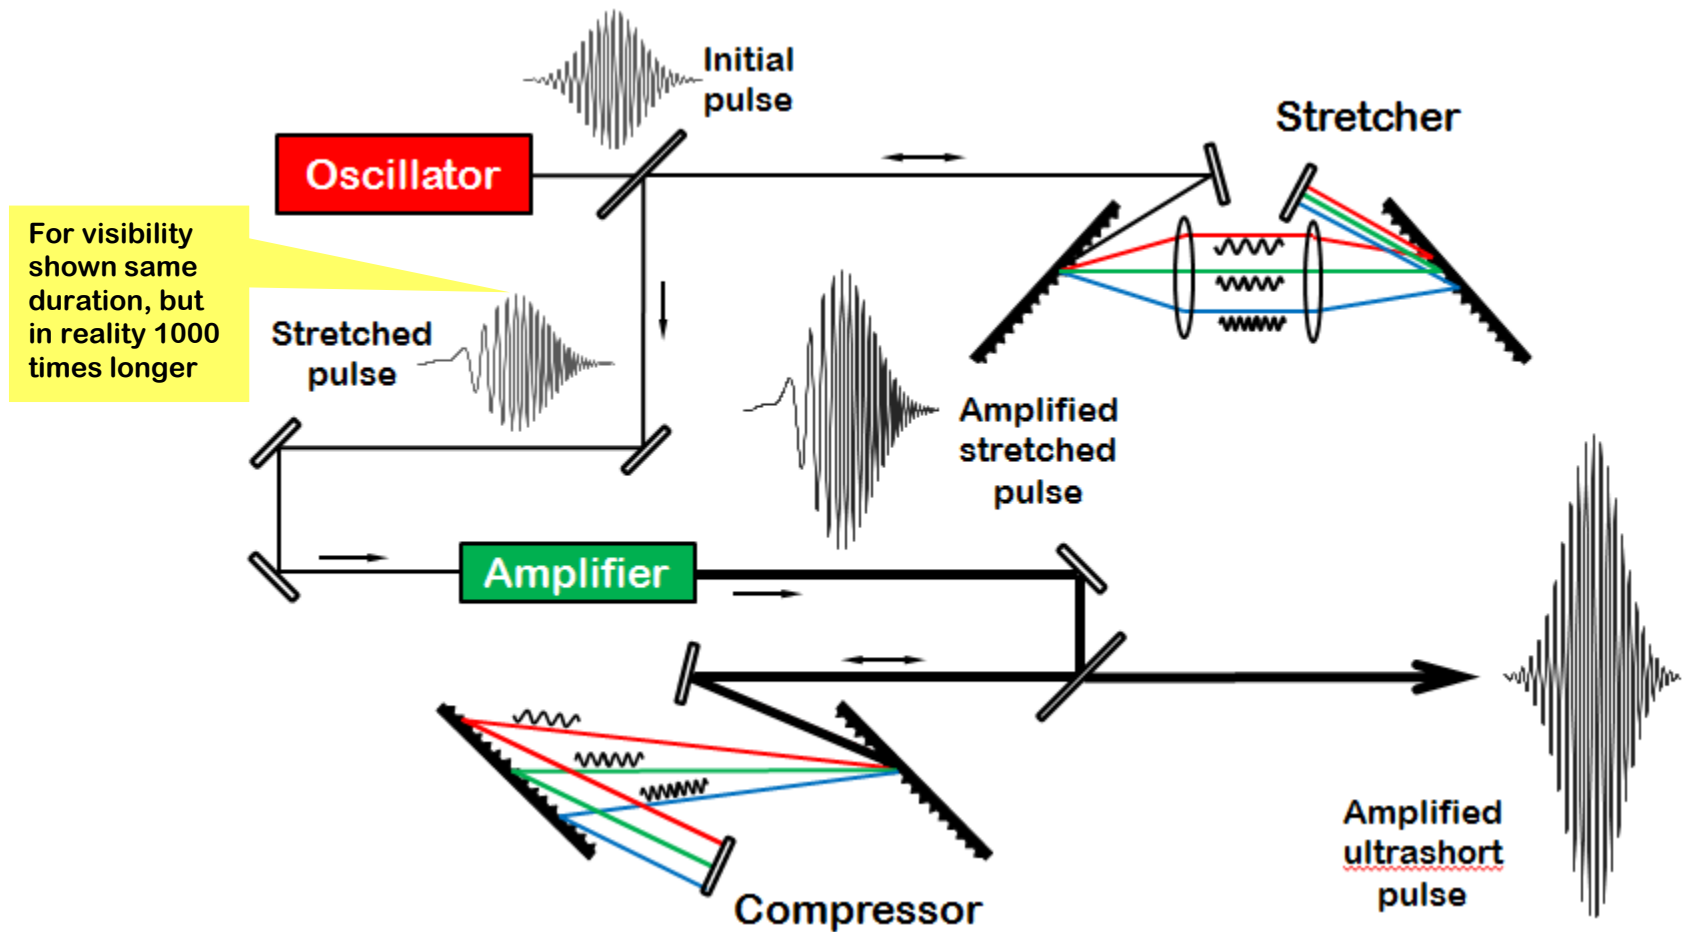 Initial
pulse
Stretcher
Oscillator
For visibility
shown same
duration, but
in reality 1000
times longer
Stretched
pulse
Amplified
stretched
pulse
Amplifier
Amplified
ultrashort
pulse
Compressor